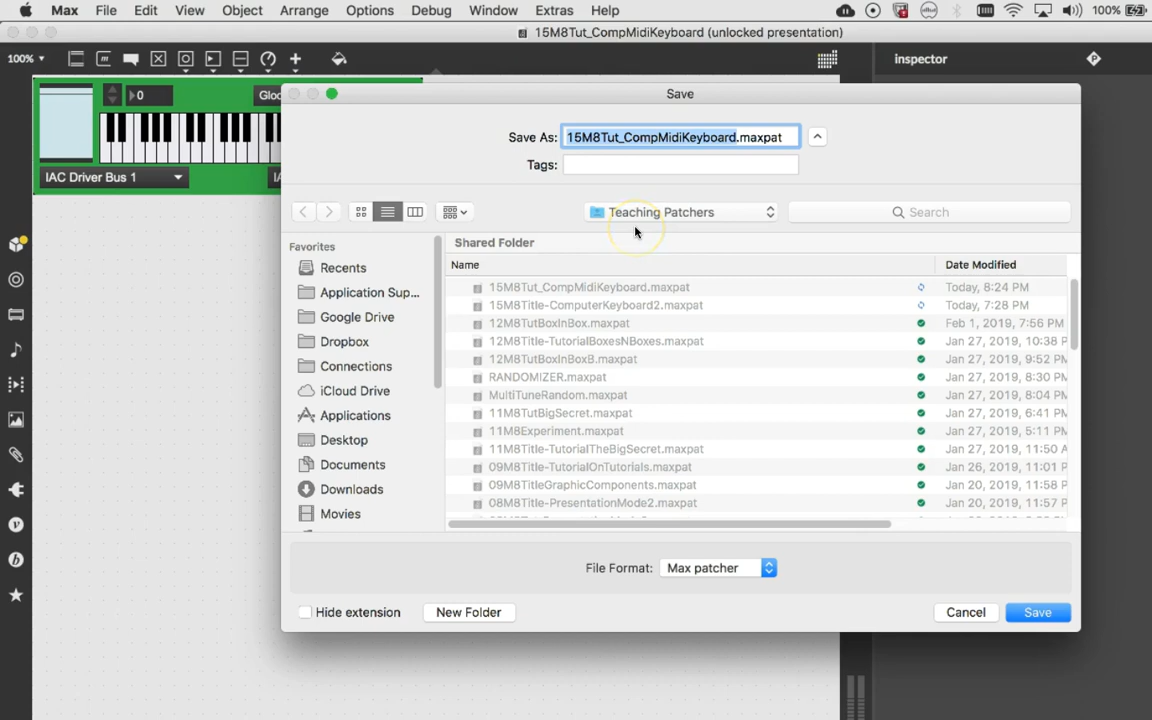 Max File Edit View Object Arrange Options Debug Window Extras Help 100%
15M8Tut_CompMidiKeyboard (unlocked presentation)
100% inspector
0 Gloc
IAC Driver Bus 1 IA
Save
Save As: 15M8Tut_CompMidiKeyboard.maxpat
Tags:
Teaching Patchers Search
Favorites
Recents
Application Sup...
Google Drive
Dropbox
Connections
iCloud Drive
Applications
Desktop
Documents
Downloads
Movies
Shared Folder
Name Date Modified
15M8Tut_CompMidiKeyboard.maxpat Today, 8:24 PM
15M8Title-ComputerKeyboard2.maxpat Today, 7:28 PM
12M8TutBoxInBox.maxpat Feb 1, 2019, 7:56 PM
12M8Title-TutorialBoxesNBoxes.maxpat Jan 27, 2019, 10:38 P
12M8TutBoxInBoxB.maxpat Jan 27, 2019, 9:52 PM
RANDOMIZER.maxpat Jan 27, 2019, 8:30 PM
MultiTuneRandom.maxpat Jan 27, 2019, 8:04 PM
11M8TutBigSecret.maxpat Jan 27, 2019, 6:41 PM
11M8Experiment.maxpat Jan 27, 2019, 5:11 PM
11M8Title-TutorialTheBigSecret.maxpat Jan 27, 2019, 11:50 A
09M8Title-TutorialOnTutorials.maxpat Jan 26, 2019, 11:01 P
09M8TitleGraphicComponents.maxpat Jan 20, 2019, 11:58 P
08M8Title-PresentationMode2.maxpat Jan 20, 2019, 11:57 P
File Format: Max patcher
Hide extension New Folder Cancel Save